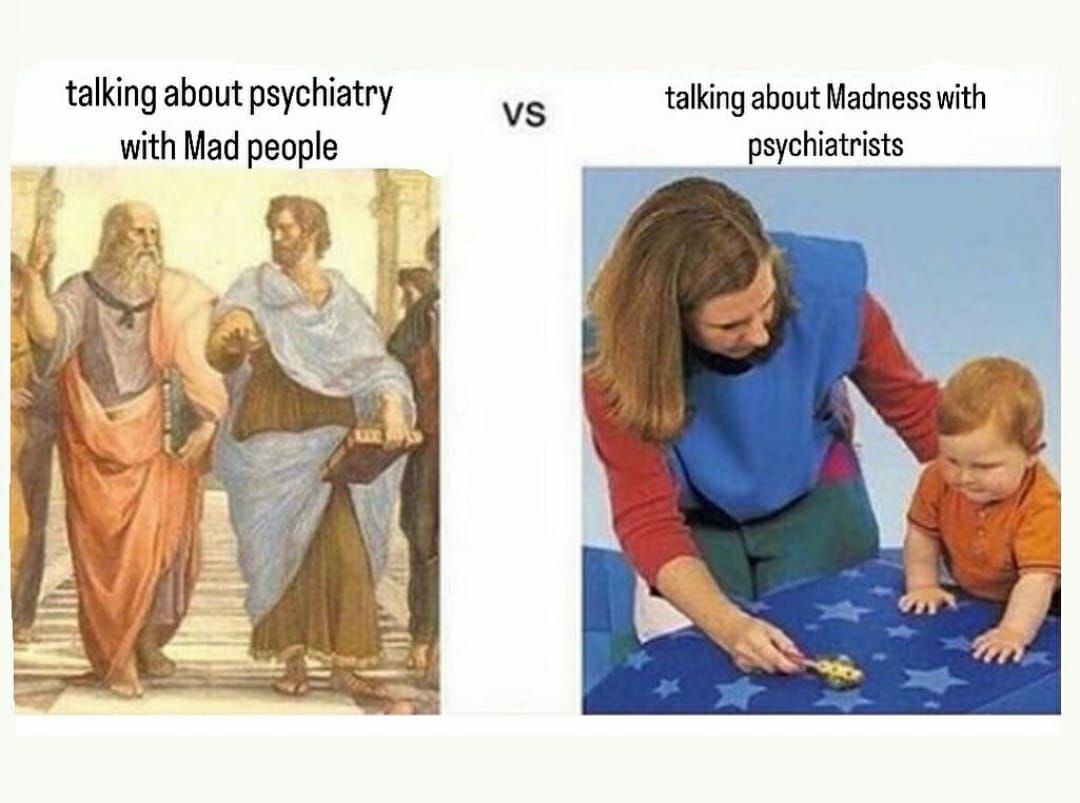 talking about psychiatry
with Mad people
vs
talking about Madness with
psychiatrists